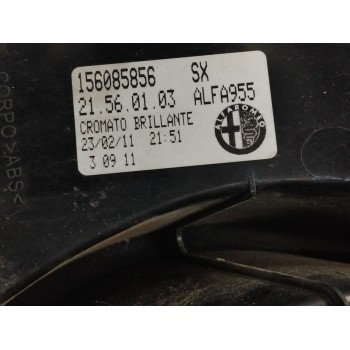 156085856 SX
21.56.01.03 ALFA955
CROMATO BRILLANTE
23/02/11 21:51
3 09 11
ALFA ROMEO
CORPO >ABS<